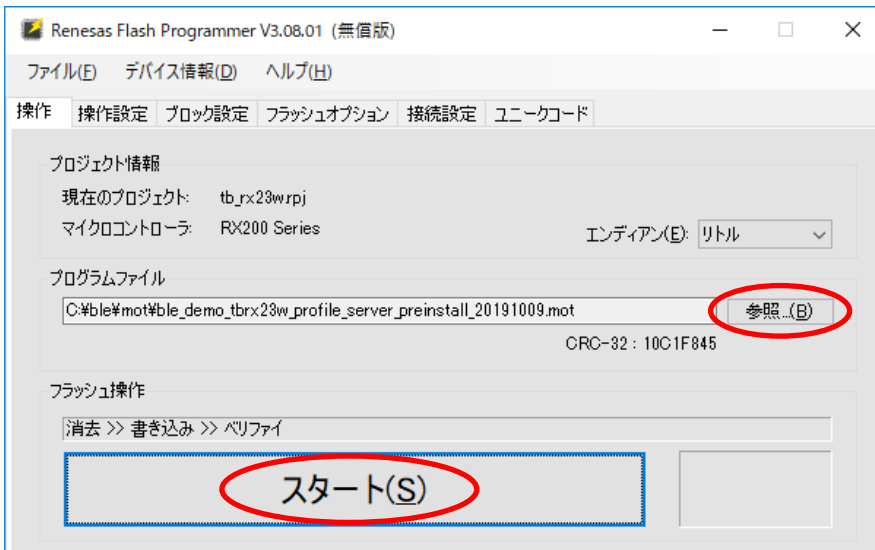 Renesas Flash Programmer V3.08.01 (無償版)
ファイル(F) デバイス情報(D) ヘルプ(H)
操作 操作設定 ブロック設定 フラッシュオプション 接続設定 ユニークコード
プロジェクト情報
現在のプロジェクト: tb_rx23w.rpj
マイクロコントローラ: RX200 Series
エンディアン(E): リトル
プログラムファイル
C:¥ble¥mot¥ble_demo_tbrx23w_profile_server_preinstall_20191009.mot 参照...(B)
CRC-32 : 10C1F845
フラッシュ操作
消去 >> 書き込み >> ベリファイ
スタート(S)